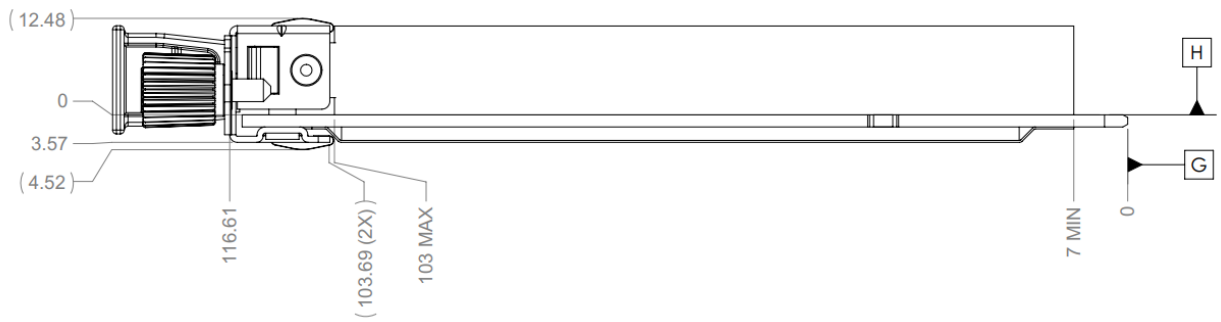 ( 12.48 )
H
0
3.57
( 4.52 )
G
116.61
( 103.69 (2X) )
103 MAX
7 MIN
0